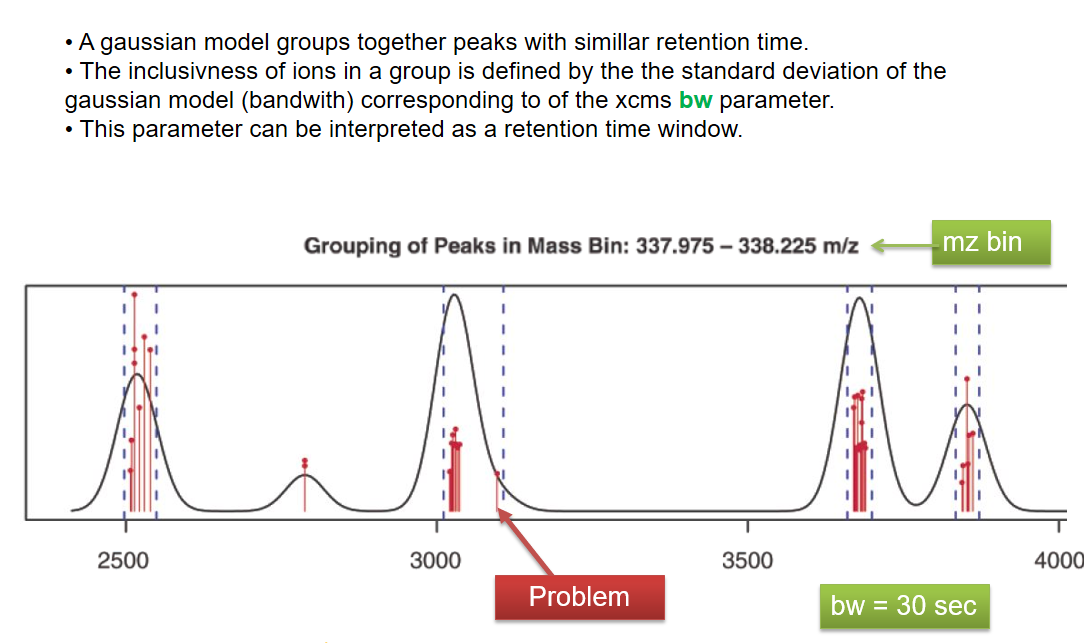 • A gaussian model groups together peaks with simillar retention time.
• The inclusivness of ions in a group is defined by the the standard deviation of the
gaussian model (bandwith) corresponding to of the xcms bw parameter.
• This parameter can be interpreted as a retention time window.
Grouping of Peaks in Mass Bin: 337.975 – 338.225 m/z
mz bin
2500
3000
3500
4000
Problem
bw = 30 sec